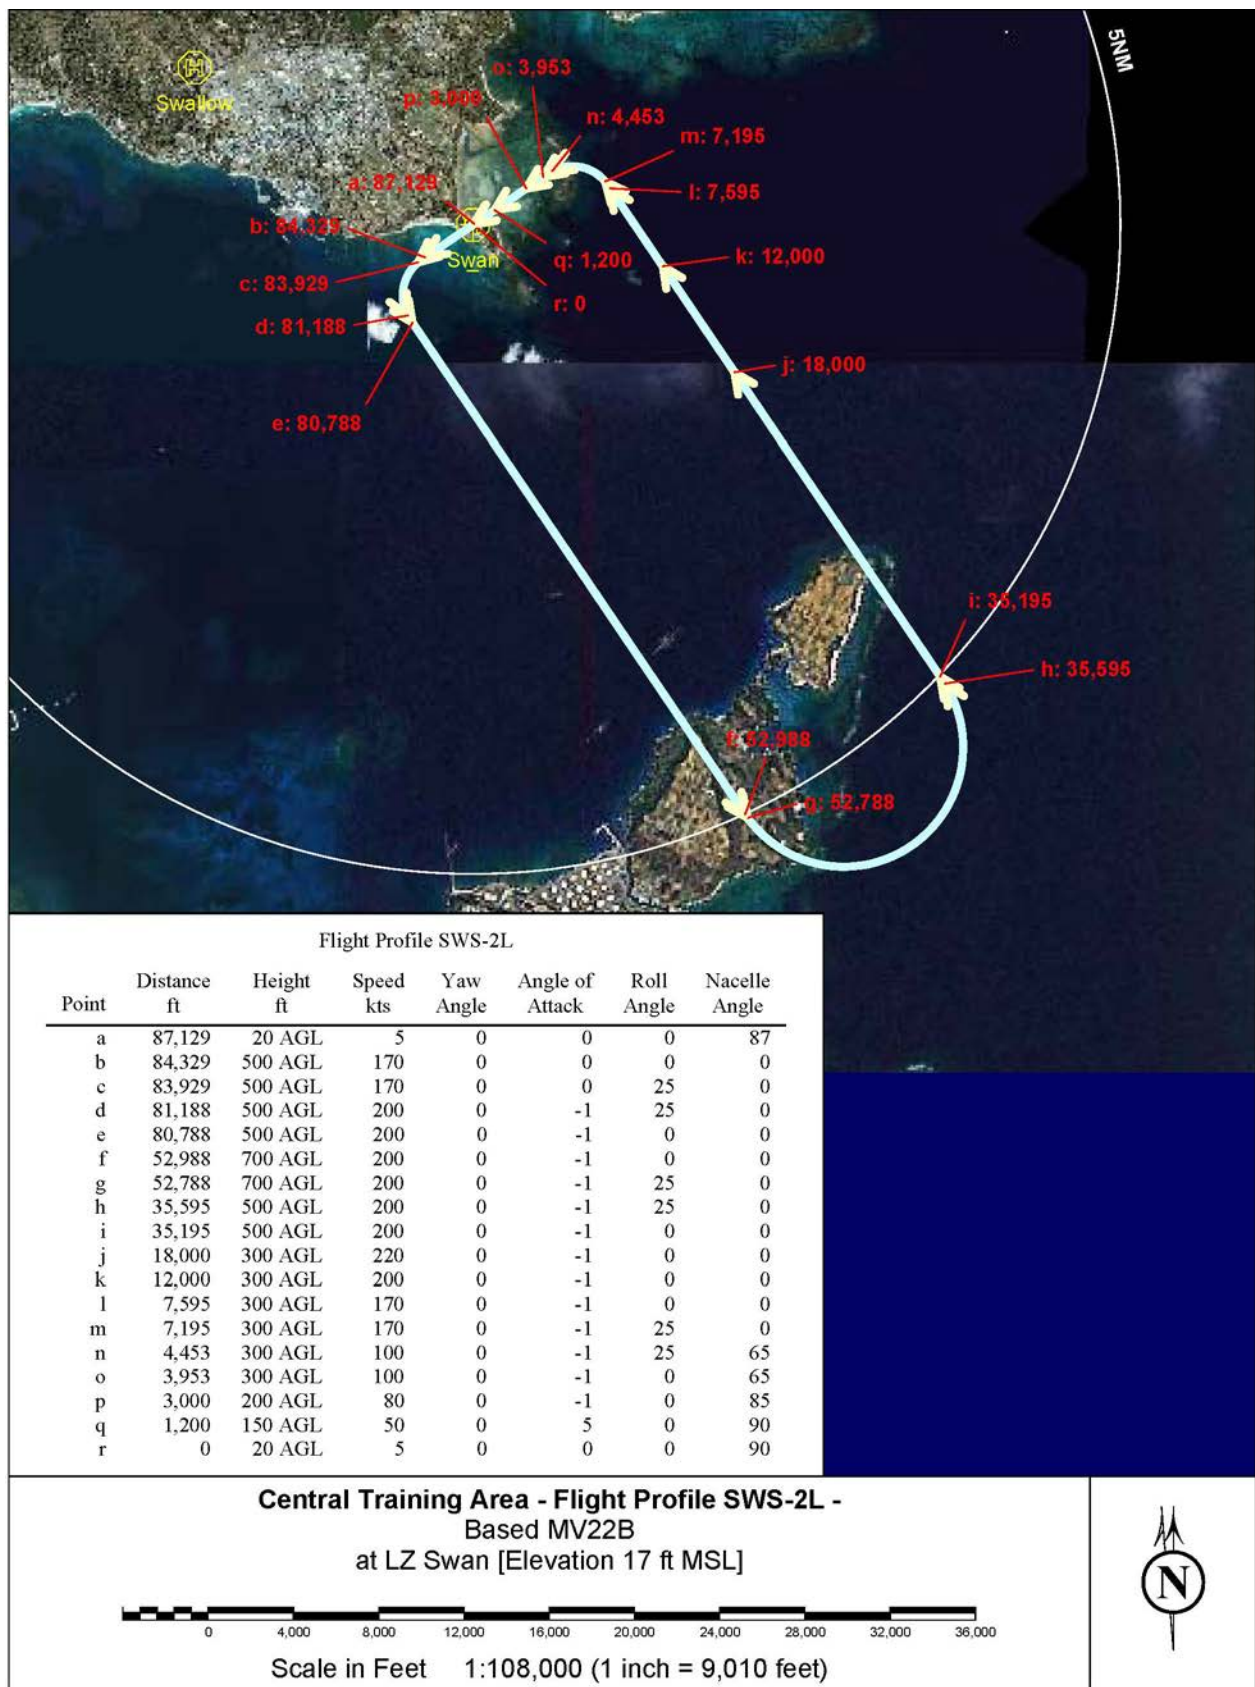 5NM
Swallow
o: 3,953
p: 3,000
n: 4,453
m: 7,195
a: 87,129
l: 7,595
b: 84,329
k: 12,000
q: 1,200
Swan
c: 83,929
r: 0
d: 81,188
j: 18,000
e: 80,788
i: 35,195
h: 35,595
f: 52,988
g: 52,788
Flight Profile SWS-2L
Distance Height Speed Yaw Angle of Roll Nacelle
Point ft ft kts Angle Attack Angle Angle
a 87,129 20 AGL 5 0 0 0 87
b 84,329 500 AGL 170 0 0 0 0
c 83,929 500 AGL 170 0 0 25 0
d 81,188 500 AGL 200 0 -1 25 0
e 80,788 500 AGL 200 0 -1 0 0
f 52,988 700 AGL 200 0 -1 0 0
g 52,788 700 AGL 200 0 -1 25 0
h 35,595 500 AGL 200 0 -1 25 0
i 35,195 500 AGL 200 0 -1 0 0
j 18,000 300 AGL 220 0 -1 0 0
k 12,000 300 AGL 200 0 -1 0 0
l 7,595 300 AGL 170 0 -1 0 0
m 7,195 300 AGL 170 0 -1 25 0
n 4,453 300 AGL 100 0 -1 25 65
o 3,953 300 AGL 100 0 -1 0 65
p 3,000 200 AGL 80 0 -1 0 85
q 1,200 150 AGL 50 0 5 0 90
r 0 20 AGL 5 0 0 0 90
Central Training Area - Flight Profile SWS-2L -
Based MV22B
at LZ Swan [Elevation 17 ft MSL]
0 4,000 8,000 12,000 16,000 20,000 24,000 28,000 32,000 36,000
Scale in Feet 1:108,000 (1 inch = 9,010 feet)
N